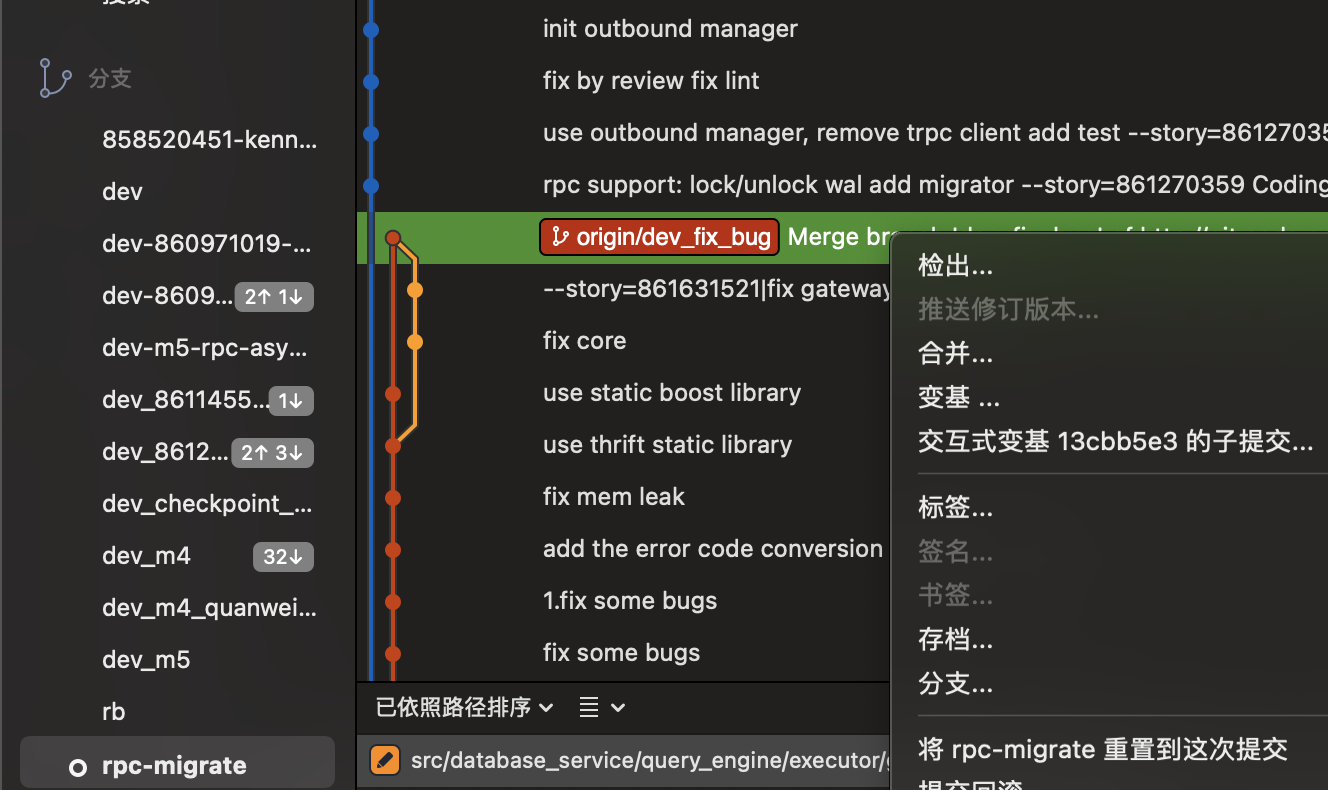 搜索
分支
858520451-kenn...
dev
dev-860971019-...
dev-8609... 2↑ 1↓
dev-m5-rpc-asy...
dev_8611455... 1↓
dev_8612... 2↑ 3↓
dev_checkpoint_...
dev_m4 32↓
dev_m4_quanwei...
dev_m5
rb
rpc-migrate
init outbound manager
fix by review fix lint
use outbound manager, remove trpc client add test --story=86127035
rpc support: lock/unlock wal add migrator --story=861270359 Coding
origin/dev_fix_bug Merge
--story=861631521|fix gateway
fix core
use static boost library
use thrift static library
fix mem leak
add the error code conversion
1.fix some bugs
fix some bugs
已依照路径排序
src/database_service/query_engine/executor/
检出...
推送修订版本...
合并...
变基 ...
交互式变基 13cbb5e3 的子提交...
标签...
签名...
书签...
存档...
分支...
将 rpc-migrate 重置到这次提交
提交回滚...